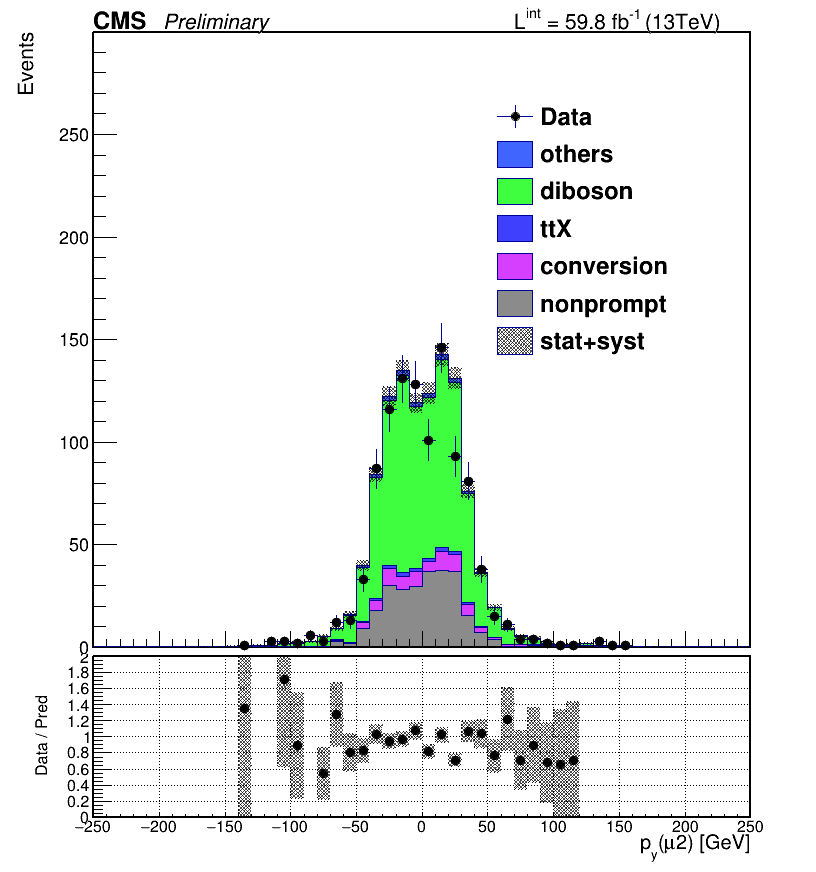 CMS Preliminary L^int = 59.8 fb^-1 (13TeV)
Events
250
200
150
100
50
0
Data
others
diboson
ttX
conversion
nonprompt
stat+syst
Data / Pred
2
1.8
1.6
1.4
1.2
1
0.8
0.6
0.4
0.2
0
−250 −200 −150 −100 −50 0 50 100 150 200 250
p_y(μ2) [GeV]